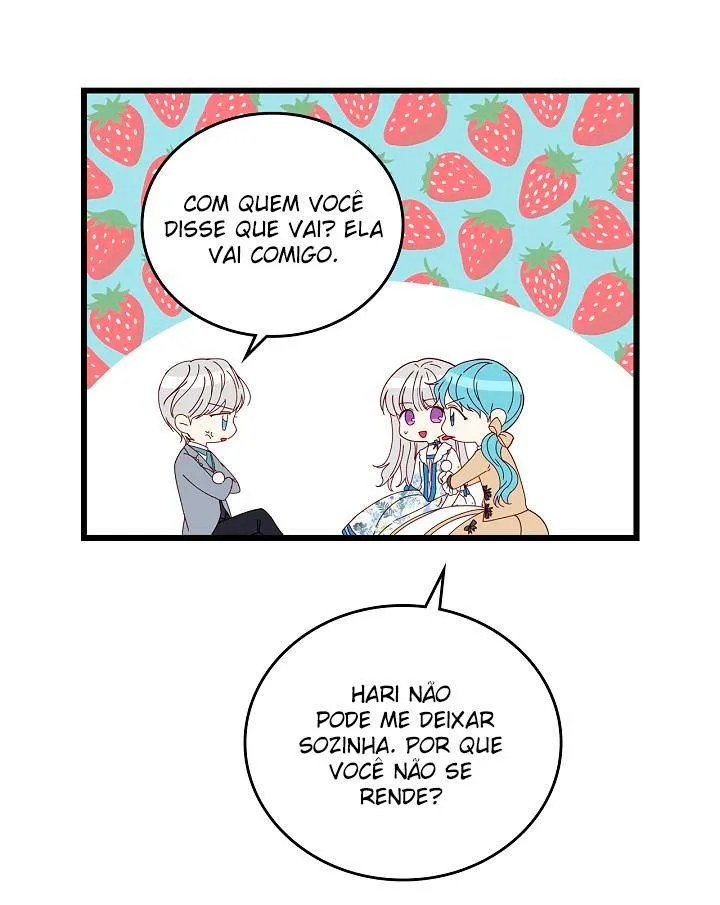 COM QUEM VOCÊ
DISSE QUE VAI? ELA
VAI COMIGO.
HARI NÃO
PODE ME DEIXAR
SOZINHA. POR QUE
VOCÊ NÃO SE
RENDE?